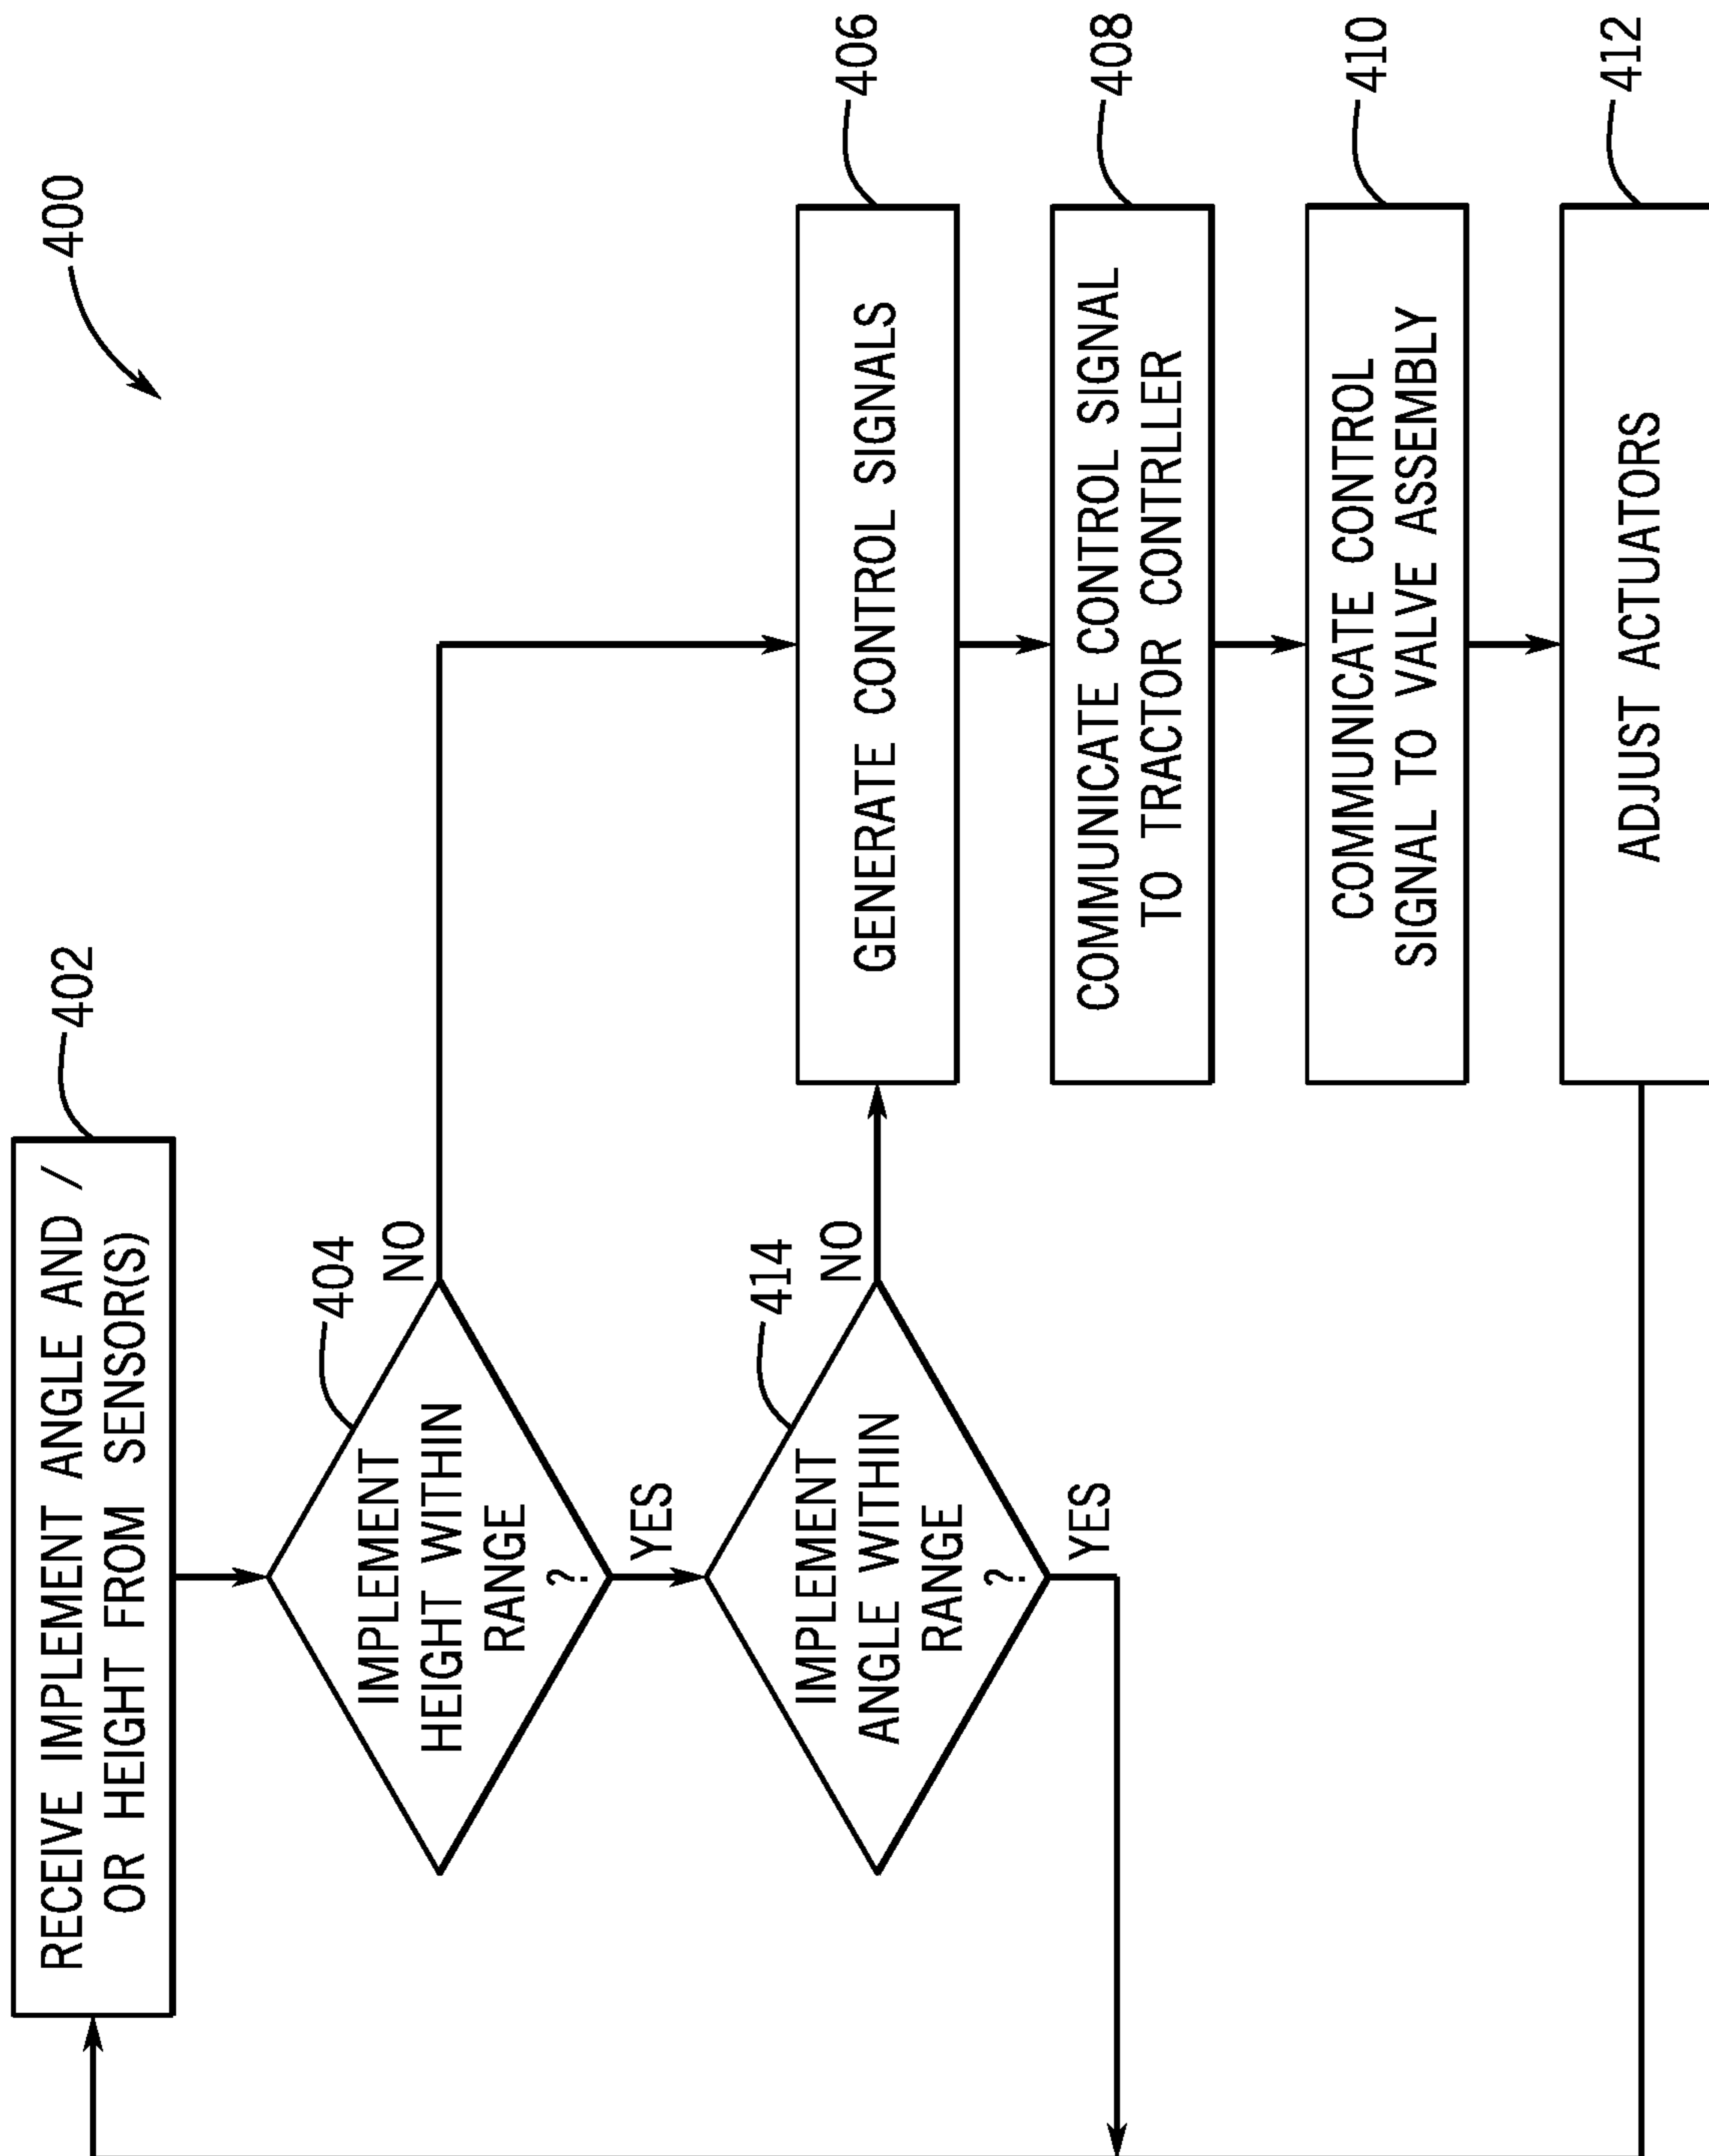 400
402
RECEIVE IMPLEMENT ANGLE AND /
OR HEIGHT FROM SENSOR(S)
404
IMPLEMENT
HEIGHT WITHIN
RANGE
?
NO
YES
414
IMPLEMENT
ANGLE WITHIN
RANGE
?
NO
YES
406
GENERATE CONTROL SIGNALS
408
COMMUNICATE CONTROL SIGNAL
TO TRACTOR CONTRLLER
410
COMMUNICATE CONTROL
SIGNAL TO VALVE ASSEMBLY
412
ADJUST ACTUATORS